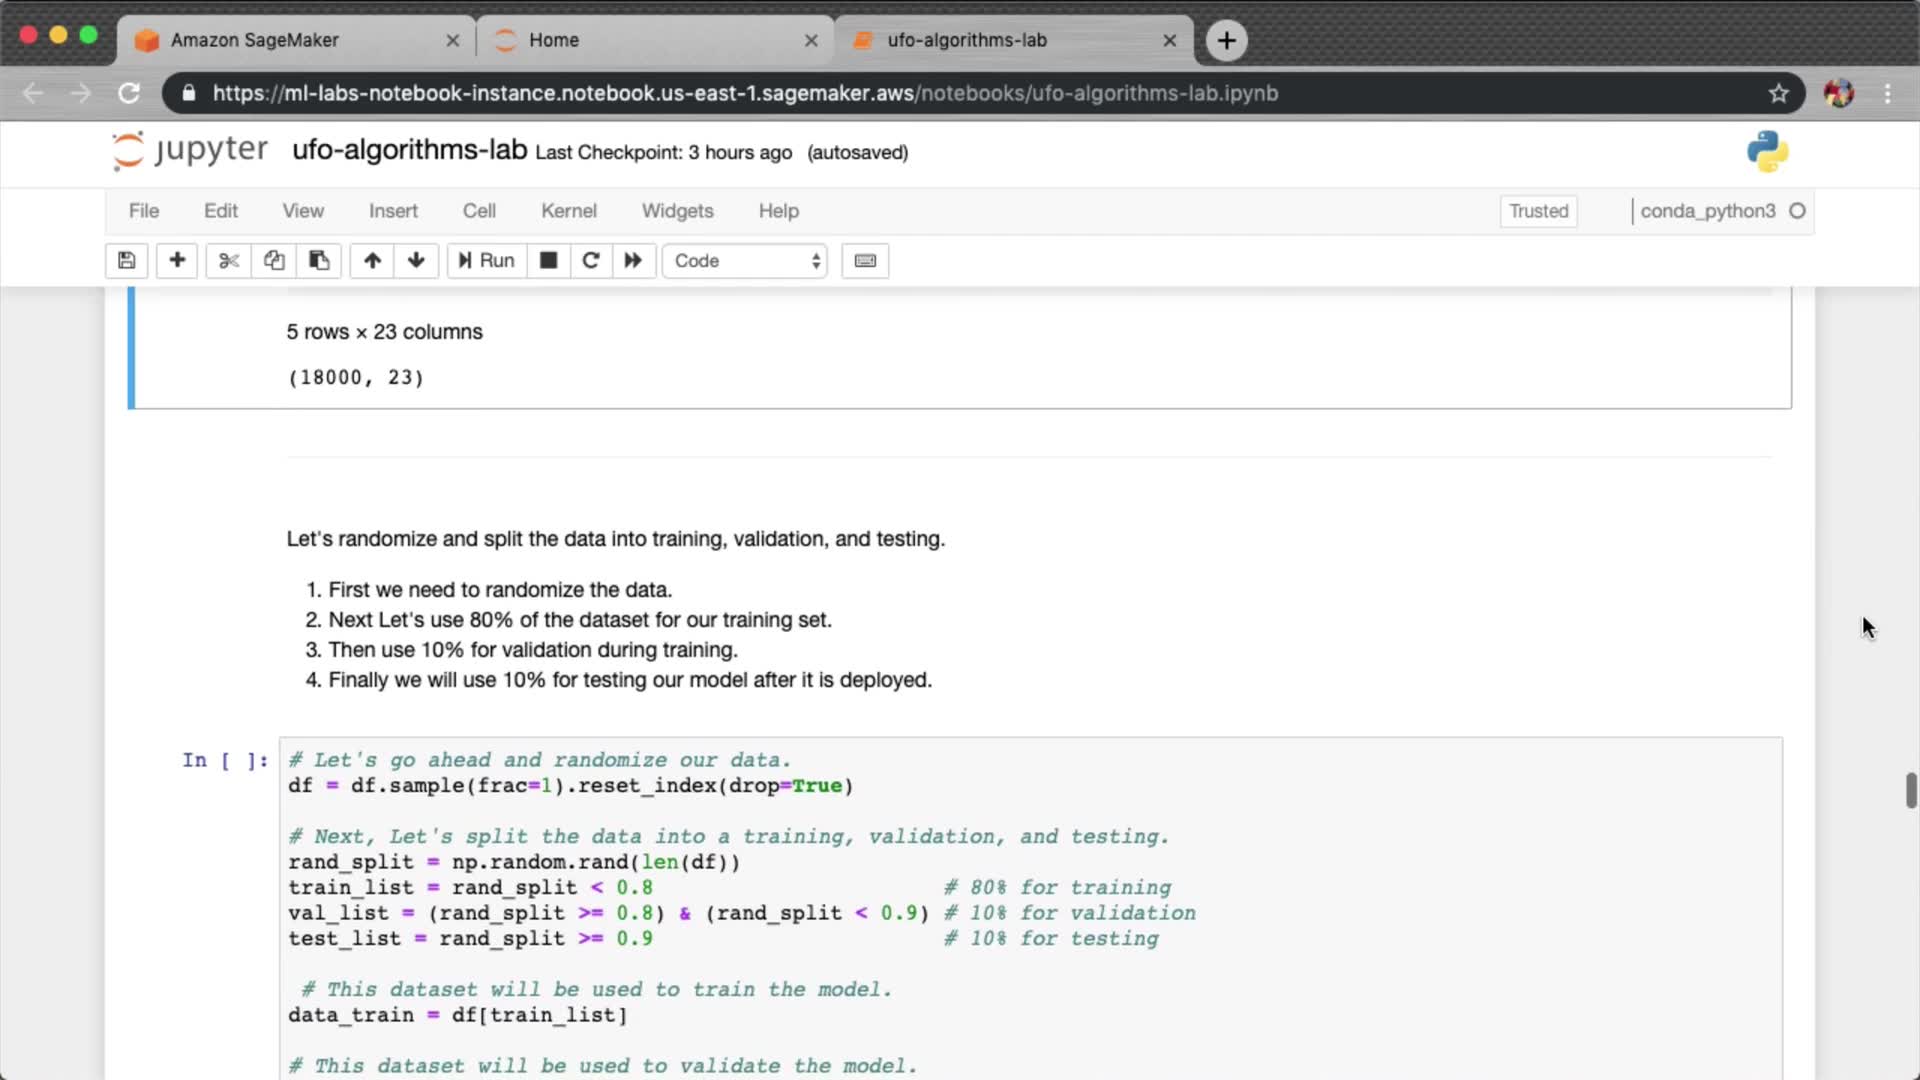 Amazon SageMaker
Home
ufo-algorithms-lab
https://ml-labs-notebook-instance.notebook.us-east-1.sagemaker.aws/notebooks/ufo-algorithms-lab.ipynb
jupyter ufo-algorithms-lab Last Checkpoint: 3 hours ago (autosaved)
File Edit View Insert Cell Kernel Widgets Help Trusted conda_python3
Run Code
5 rows × 23 columns
(18000, 23)
Let's randomize and split the data into training, validation, and testing.
1. First we need to randomize the data.
2. Next Let's use 80% of the dataset for our training set.
3. Then use 10% for validation during training.
4. Finally we will use 10% for testing our model after it is deployed.
In [ ]: # Let's go ahead and randomize our data.
df = df.sample(frac=1).reset_index(drop=True)
# Next, Let's split the data into a training, validation, and testing.
rand_split = np.random.rand(len(df))
train_list = rand_split < 0.8 # 80% for training
val_list = (rand_split >= 0.8) & (rand_split < 0.9) # 10% for validation
test_list = rand_split >= 0.9 # 10% for testing
# This dataset will be used to train the model.
data_train = df[train_list]
# This dataset will be used to validate the model.